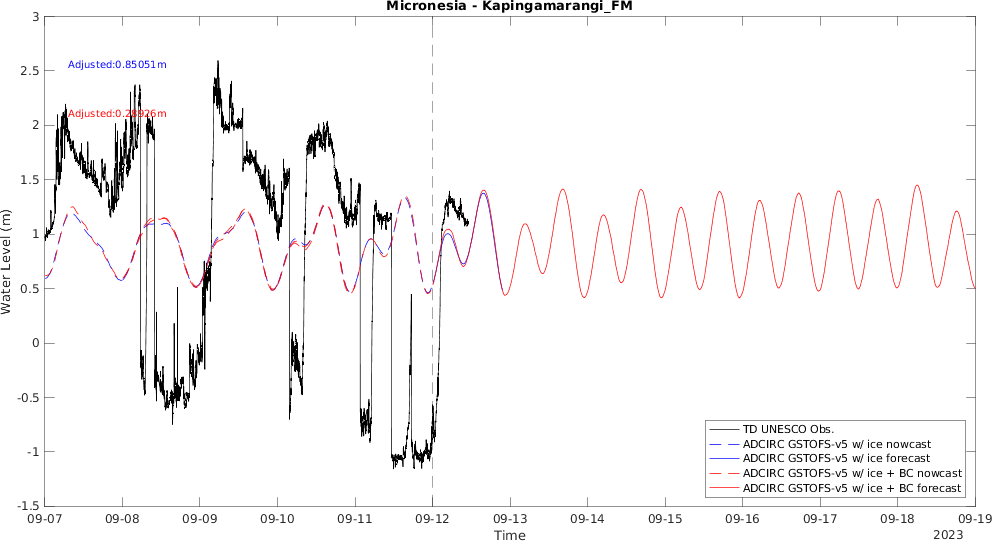 Micronesia - Kapingamarangi_FM
Water Level (m)
3
2.5
2
1.5
1
0.5
0
-0.5
-1
-1.5
Adjusted:0.85051m
Adjusted:0.28926m
TD UNESCO Obs.
ADCIRC GSTOFS-v5 w/ ice nowcast
ADCIRC GSTOFS-v5 w/ ice forecast
ADCIRC GSTOFS-v5 w/ ice + BC nowcast
ADCIRC GSTOFS-v5 w/ ice + BC forecast
09-07 09-08 09-09 09-10 09-11 09-12 09-13 09-14 09-15 09-16 09-17 09-18 09-19
Time
2023